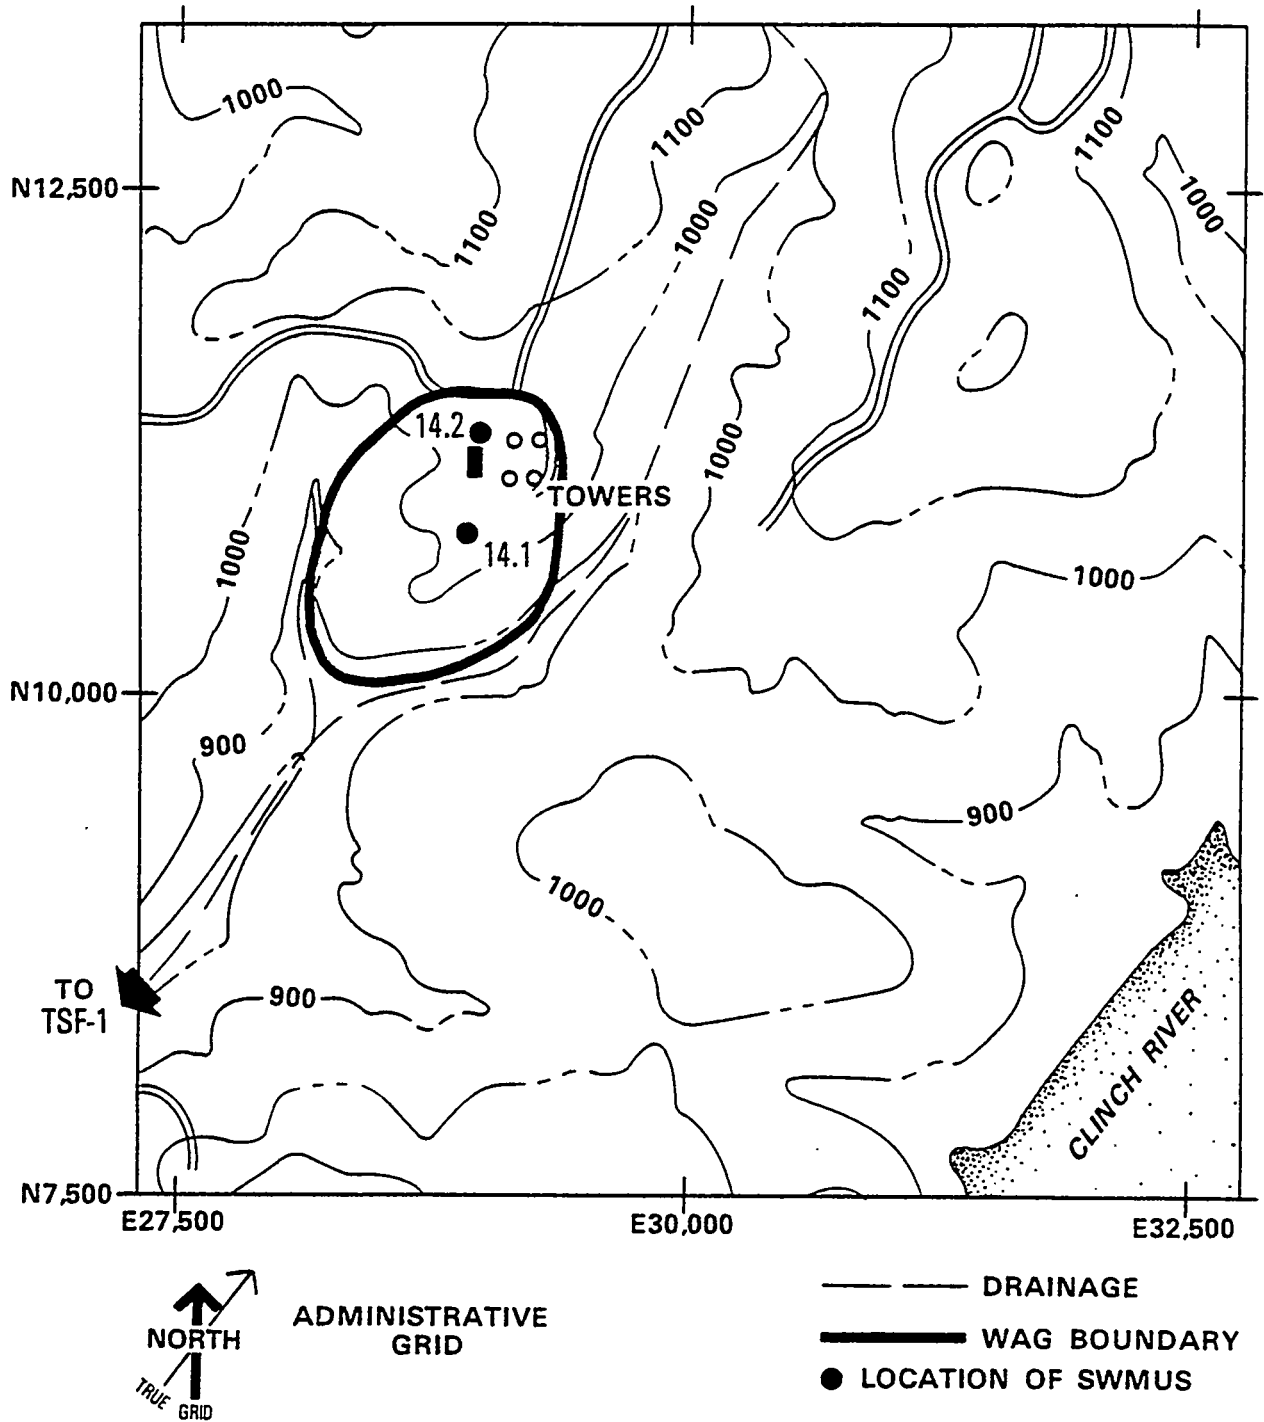 1000
1100
1100
N12,500
1000
1000
1100
1100
14.2
TOWERS
1000
14.1
1000
1000
N10,000
900
900
1000
TO
TSF-1
900
CLINCH RIVER
N7,500
E27,500
E30,000
E32,500
NORTH
TRUE
GRID
ADMINISTRATIVE
GRID
DRAINAGE
WAG BOUNDARY
LOCATION OF SWMUS